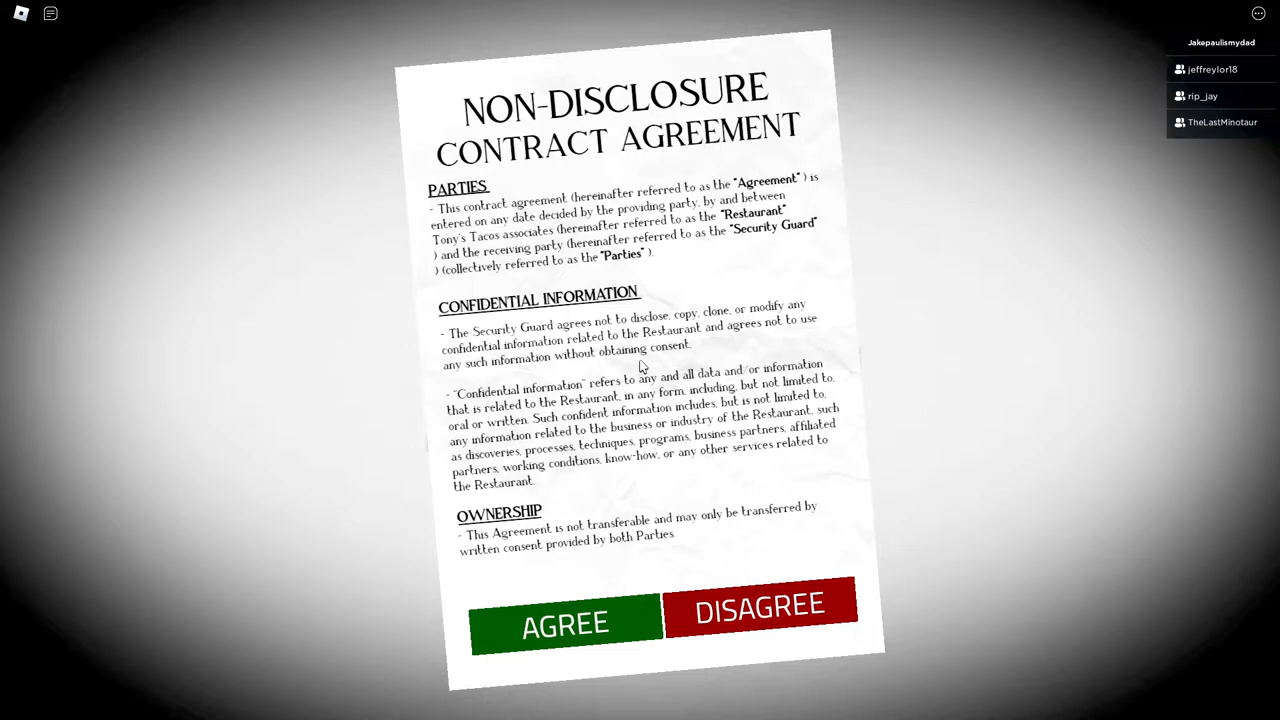 Jakepaulismydad
jeffreylor18
rip_jay
TheLastMinotaur
NON-DISCLOSURE
CONTRACT AGREEMENT
PARTIES
- This contract agreement (hereinafter referred to as the "Agreement" ) is
entered on any date decided by the providing party, by and between
Tony's Tacos associates (hereinafter referred to as the "Restaurant"
) and the receiving party (hereinafter referred to as the "Security Guard"
) (collectively referred to as the "Parties" ).
CONFIDENTIAL INFORMATION
- The Security Guard agrees not to disclose, copy, clone, or modify any
confidential information related to the Restaurant and agrees not to use
any such information without obtaining consent.
- "Confidential information" refers to any and all data and/or information
that is related to the Restaurant, in any form, including, but not limited to,
oral or written. Such confident information includes, but is not limited to,
any information related to the business or industry of the Restaurant, such
as discoveries, processes, techniques, programs, business partners, affiliated
partners, working conditions, know-how, or any other services related to
the Restaurant.
OWNERSHIP
- This Agreement is not transferable and may only be transferred by
written consent provided by both Parties.
AGREE
DISAGREE